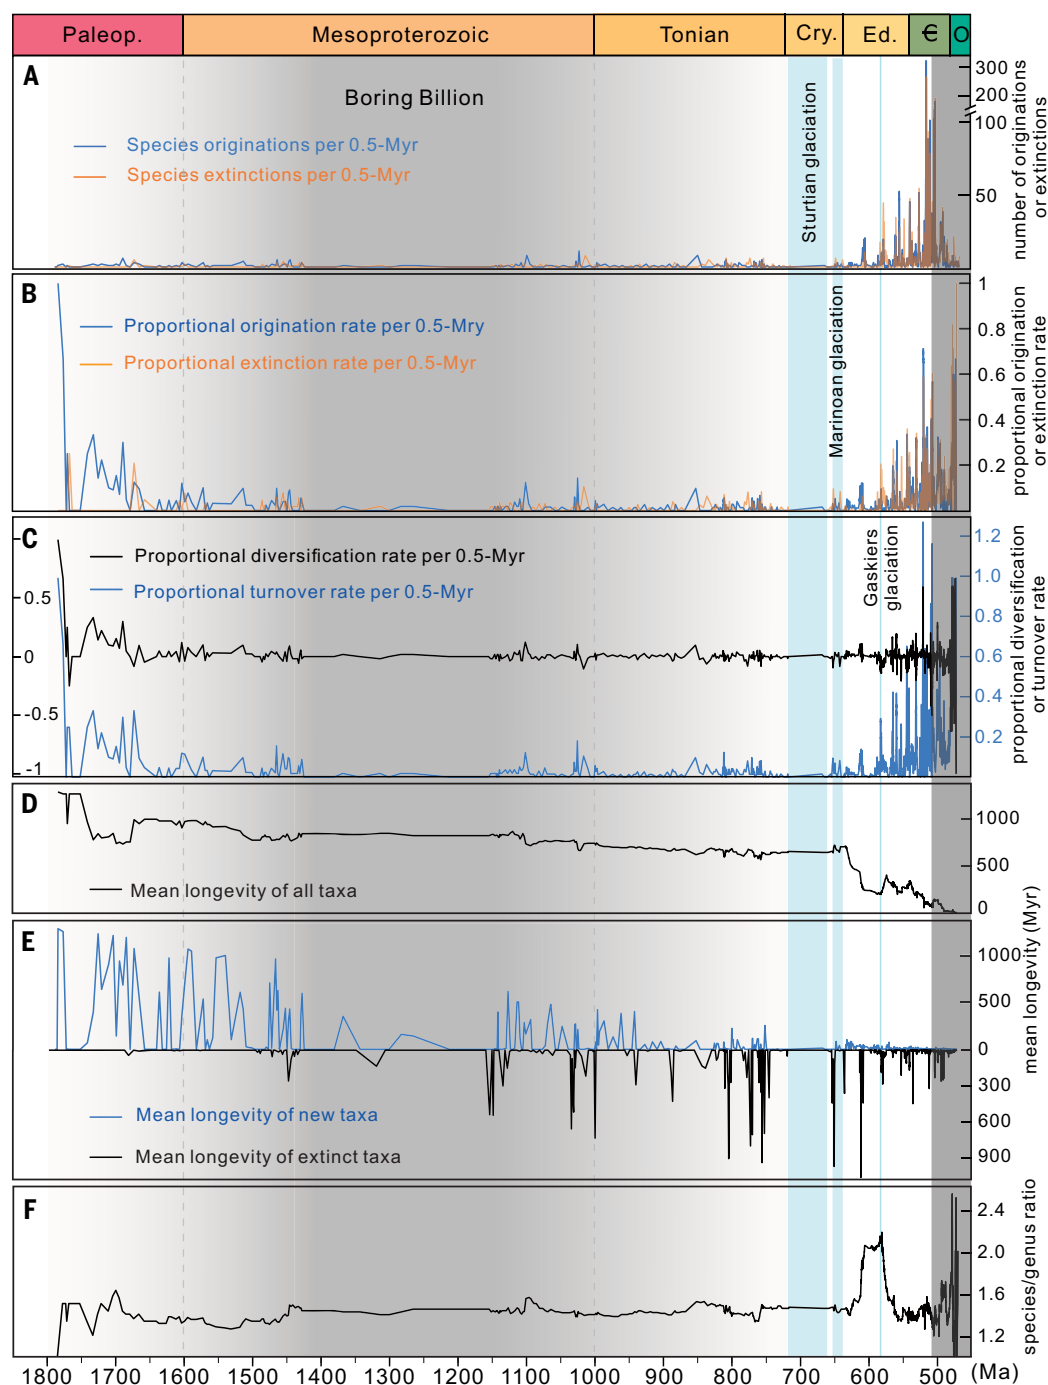 Paleop.
Mesoproterozoic
Tonian
Cry.
Ed.
Є
O
A
Boring Billion
Species originations per 0.5-Myr
Species extinctions per 0.5-Myr
Sturtian glaciation
300
200
100
50
number of originations
or extinctions
B
Proportional origination rate per 0.5-Mry
Proportional extinction rate per 0.5-Myr
Marinoan glaciation
1
0.8
0.6
0.4
0.2
proportional origination
or extinction rate
C
Proportional diversification rate per 0.5-Myr
Proportional turnover rate per 0.5-Myr
Gaskiers
glaciation
0.5
0
-0.5
-1
1.2
1.0
0.8
0.6
0.4
0.2
proportional diversification
or turnover rate
D
Mean longevity of all taxa
1000
500
0
E
Mean longevity of new taxa
Mean longevity of extinct taxa
1000
500
0
300
600
900
mean longevity (Myr)
F
2.4
2.0
1.6
1.2
species/genus ratio
1800 1700 1600 1500 1400 1300 1200 1100 1000 900 800 700 600 500 (Ma)